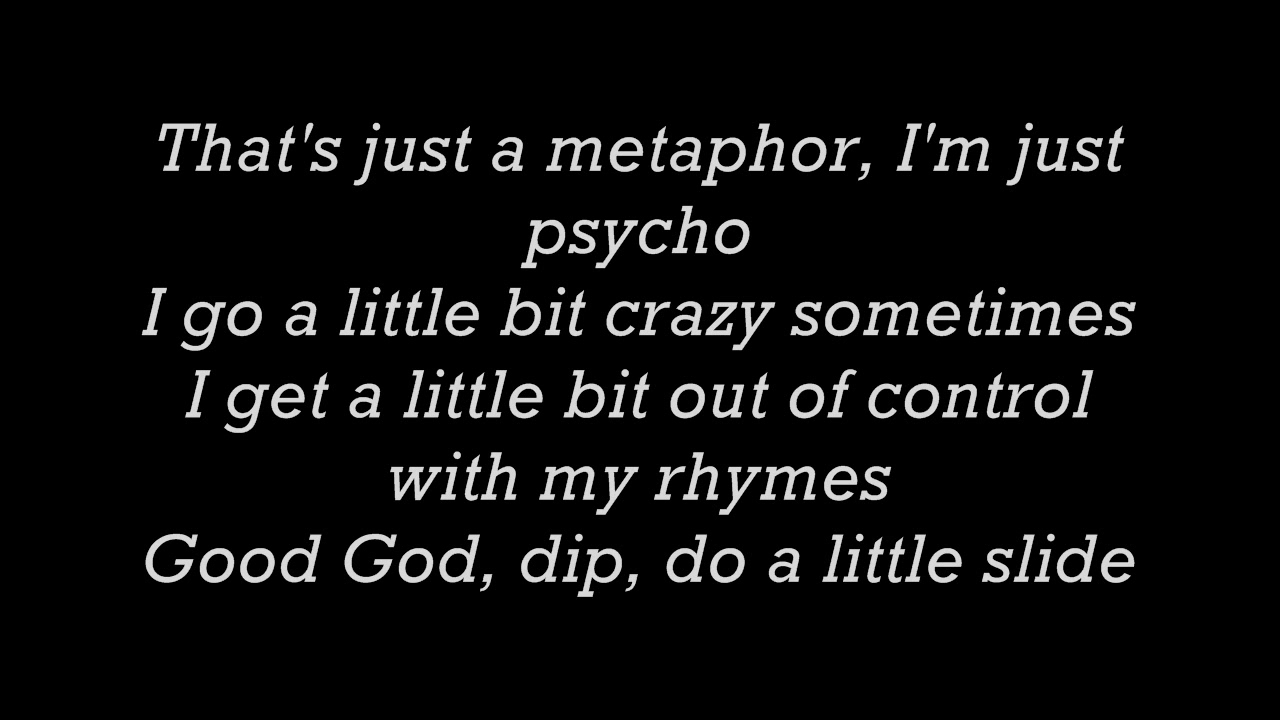 That's just a metaphor, I'm just
psycho
I go a little bit crazy sometimes
I get a little bit out of control
with my rhymes
Good God, dip, do a little slide